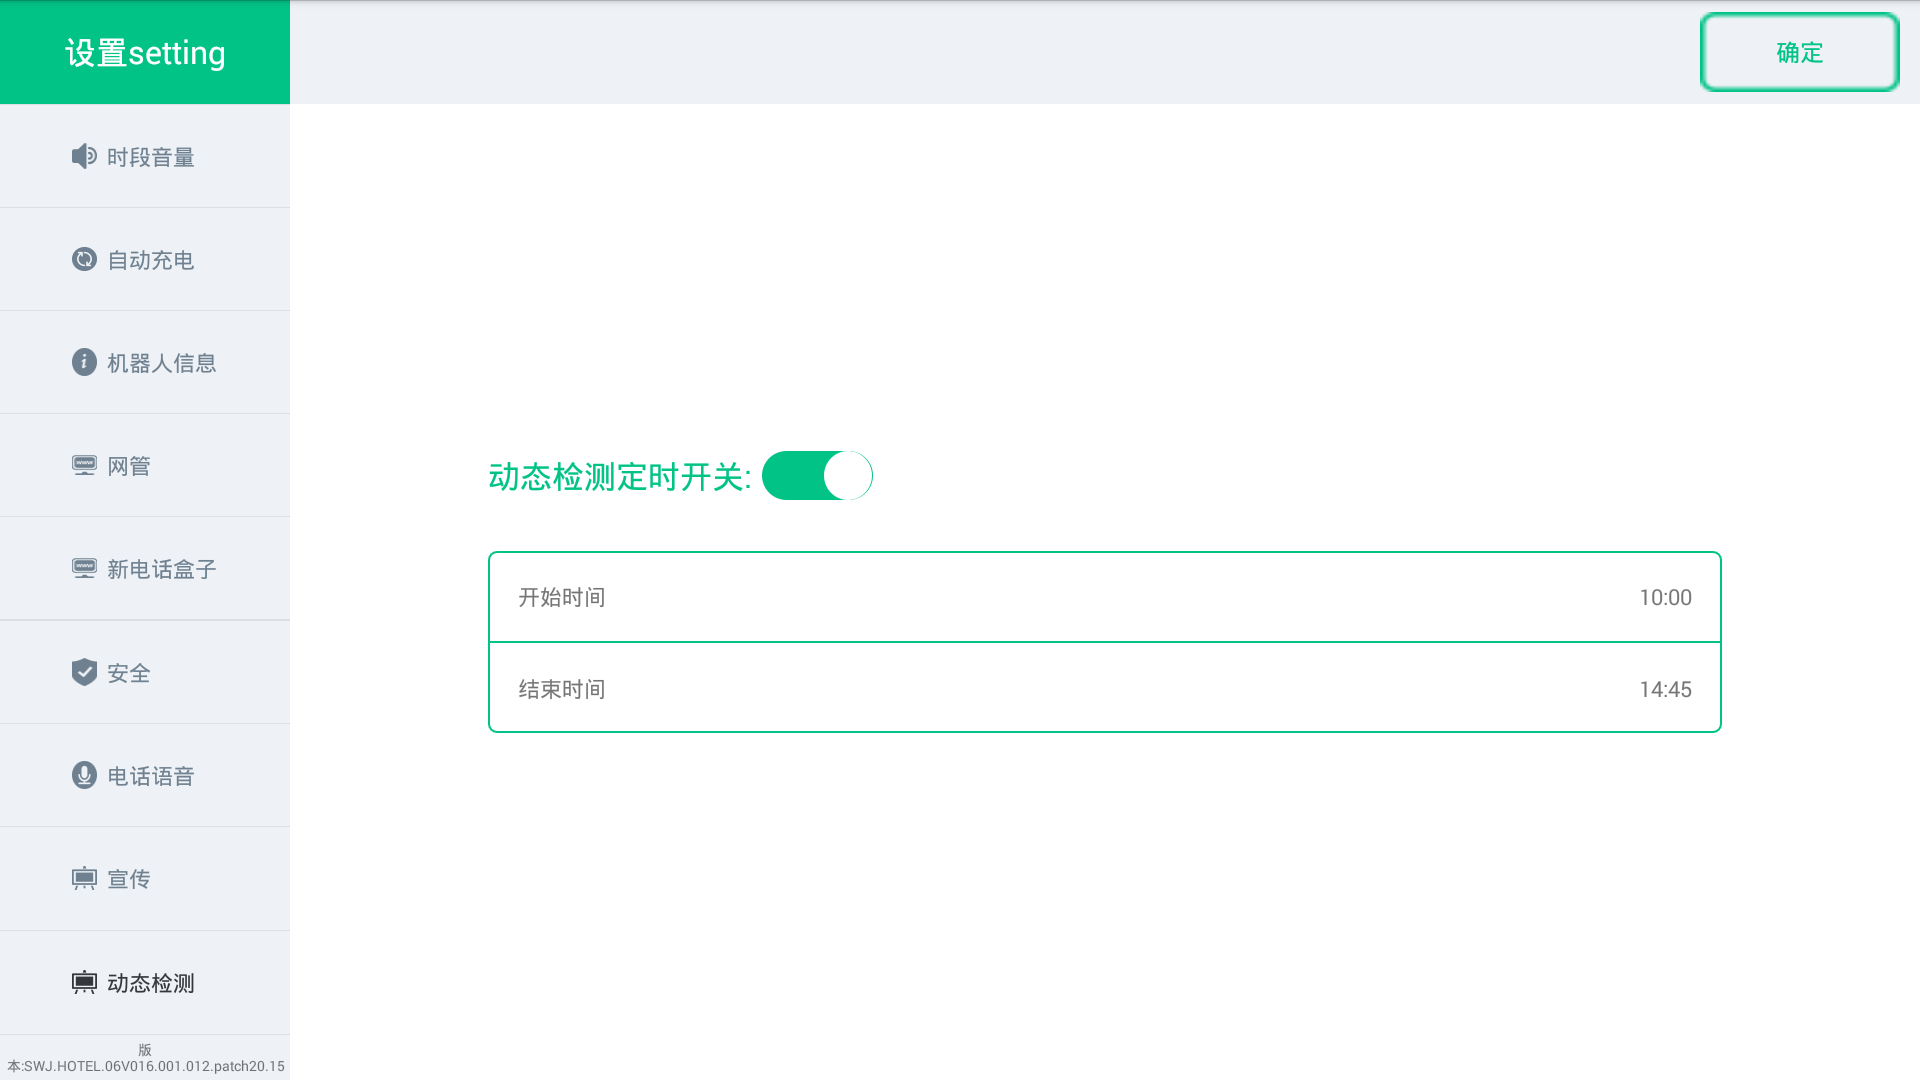 设置setting
确定
时段音量
自动充电
机器人信息
网管
新电话盒子
安全
电话语音
宣传
动态检测
版
本:SWJ.HOTEL.06V016.001.012.patch20.15
动态检测定时开关:
开始时间 10:00
结束时间 14:45